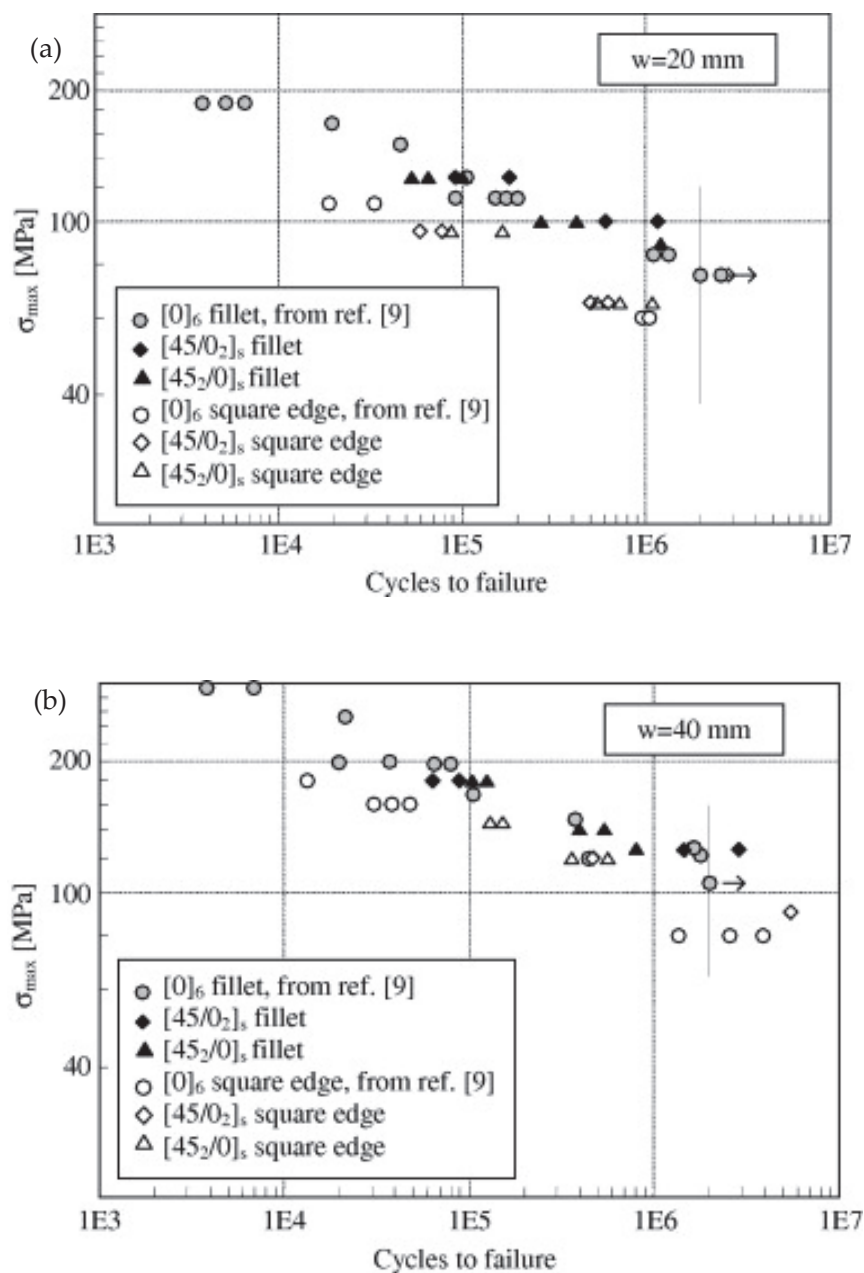 (a)
w=20 mm
200
100
40
σmax [MPa]
[0]₆ fillet, from ref. [9]
[45/0₂]ₛ fillet
[45₂/0]ₛ fillet
[0]₆ square edge, from ref. [9]
[45/0₂]ₛ square edge
[45₂/0]ₛ square edge
1E3 1E4 1E5 1E6 1E7
Cycles to failure
(b)
w=40 mm
200
100
40
σmax [MPa]
[0]₆ fillet, from ref. [9]
[45/0₂]ₛ fillet
[45₂/0]ₛ fillet
[0]₆ square edge, from ref. [9]
[45/0₂]ₛ square edge
[45₂/0]ₛ square edge
1E3 1E4 1E5 1E6 1E7
Cycles to failure